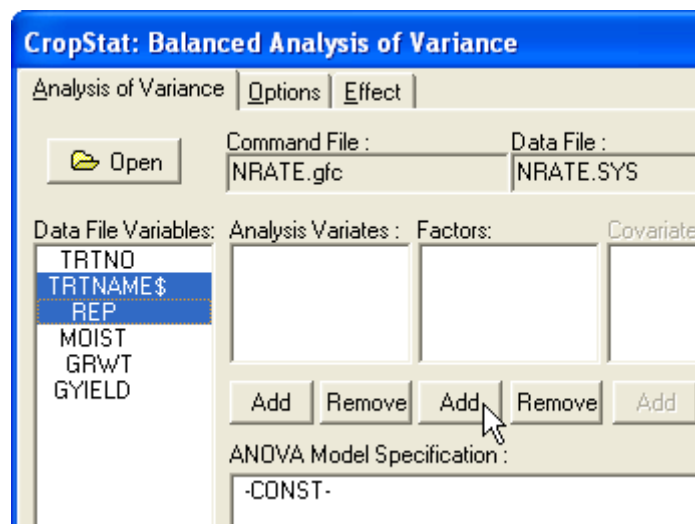 CropStat: Balanced Analysis of Variance
Analysis of Variance Options Effect
Open
Command File : Data File :
NRATE.gfc NRATE.SYS
Data File Variables: Analysis Variates : Factors: Covariate
TRTNO
TRTNAME$
REP
MOIST
GRWT
GYIELD
Add Remove Add Remove Add
ANOVA Model Specification :
-CONST-